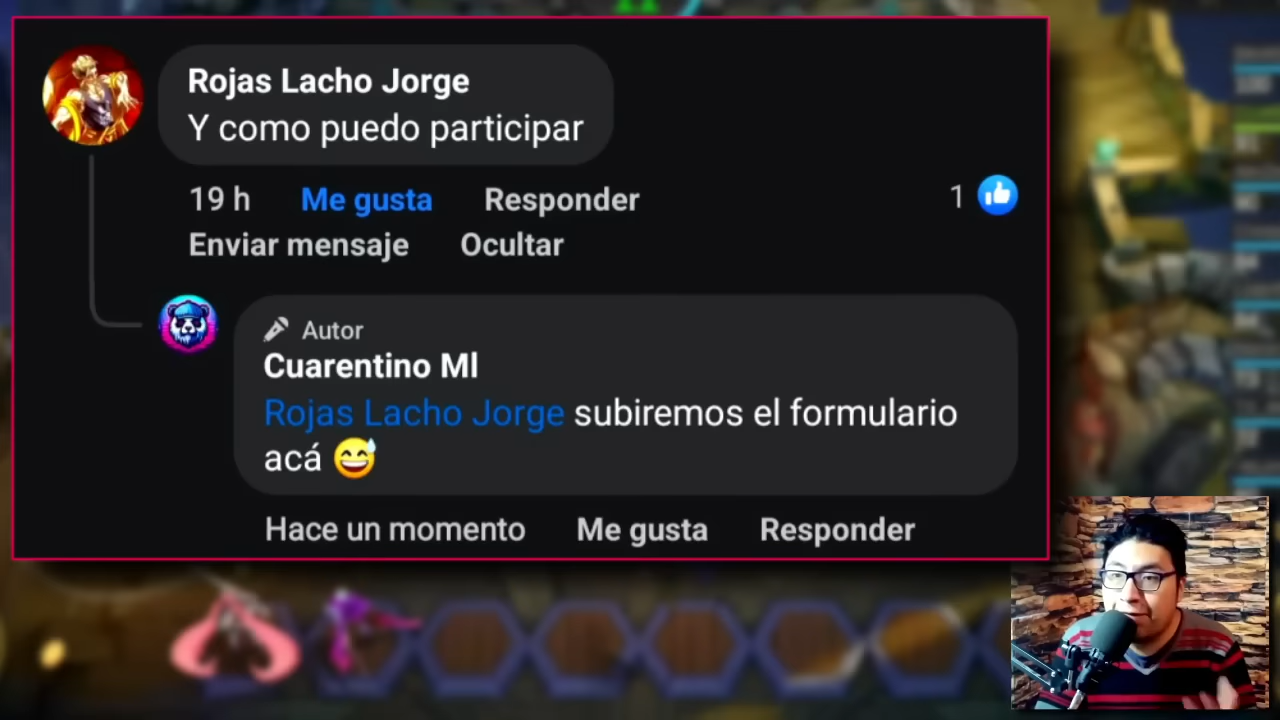 Rojas Lacho Jorge
Y como puedo participar
19 h Me gusta Responder 1
Enviar mensaje Ocultar
Autor
Cuarentino Ml
Rojas Lacho Jorge subiremos el formulario
acá 😅
Hace un momento Me gusta Responder